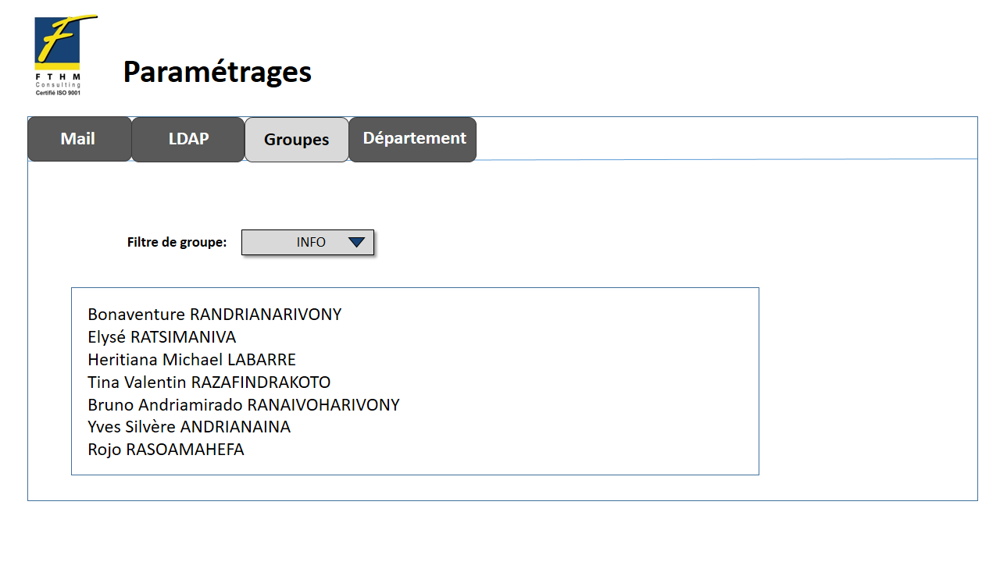 F T H M
Consulting
Certifié ISO 9001
Paramétrages
Mail LDAP Groupes Département
Filtre de groupe: INFO
Bonaventure RANDRIANARIVONY
Elysé RATSIMANIVA
Heritiana Michael LABARRE
Tina Valentin RAZAFINDRAKOTO
Bruno Andriamirado RANAIVOHARIVONY
Yves Silvère ANDRIANAINA
Rojo RASOAMAHEFA